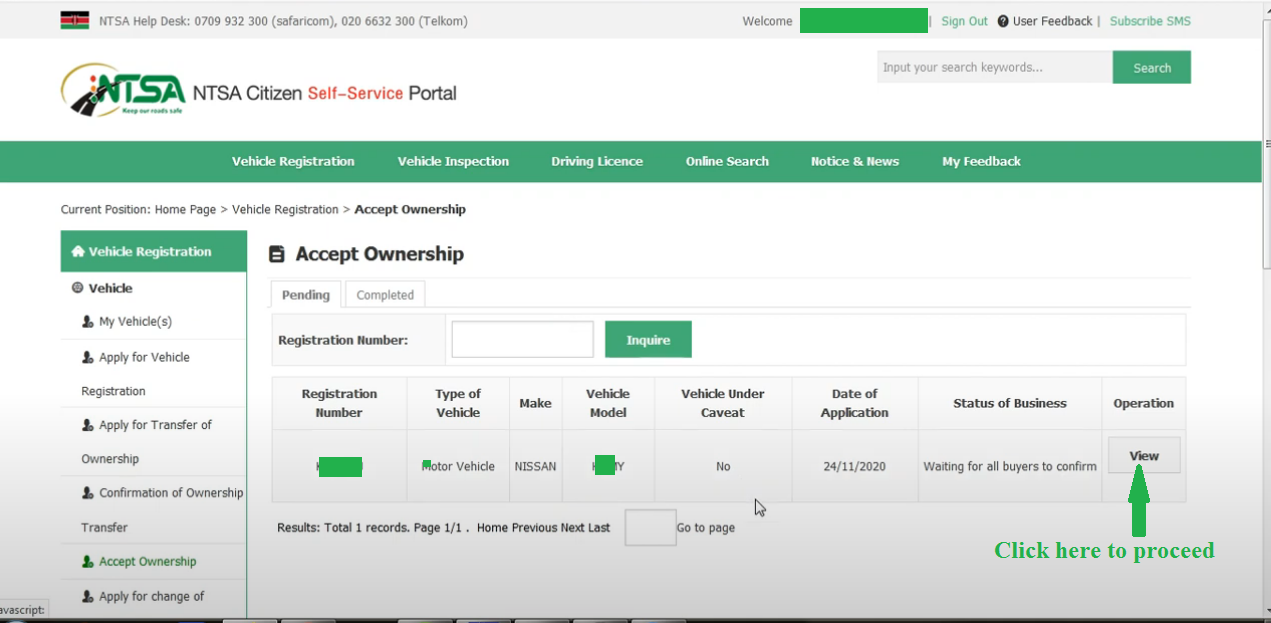 NTSA Help Desk: 0709 932 300 (safaricom), 020 6632 300 (Telkom)
Welcome | Sign Out User Feedback | Subscribe SMS
NTSA
Keep our roads safe
NTSA Citizen Self-Service Portal
Input your search keywords...
Search
Vehicle Registration Vehicle Inspection Driving Licence Online Search Notice & News My Feedback
Current Position: Home Page > Vehicle Registration > Accept Ownership
Vehicle Registration
Vehicle
My Vehicle(s)
Apply for Vehicle
Registration
Apply for Transfer of
Ownership
Confirmation of Ownership
Transfer
Accept Ownership
Apply for change of
Accept Ownership
Pending Completed
Registration Number: Inquire
Registration Number Type of Vehicle Make Vehicle Model Vehicle Under Caveat Date of Application Status of Business Operation
Motor Vehicle NISSAN No 24/11/2020 Waiting for all buyers to confirm View
Results: Total 1 records. Page 1/1 . Home Previous Next Last Go to page
Click here to proceed
avascript: